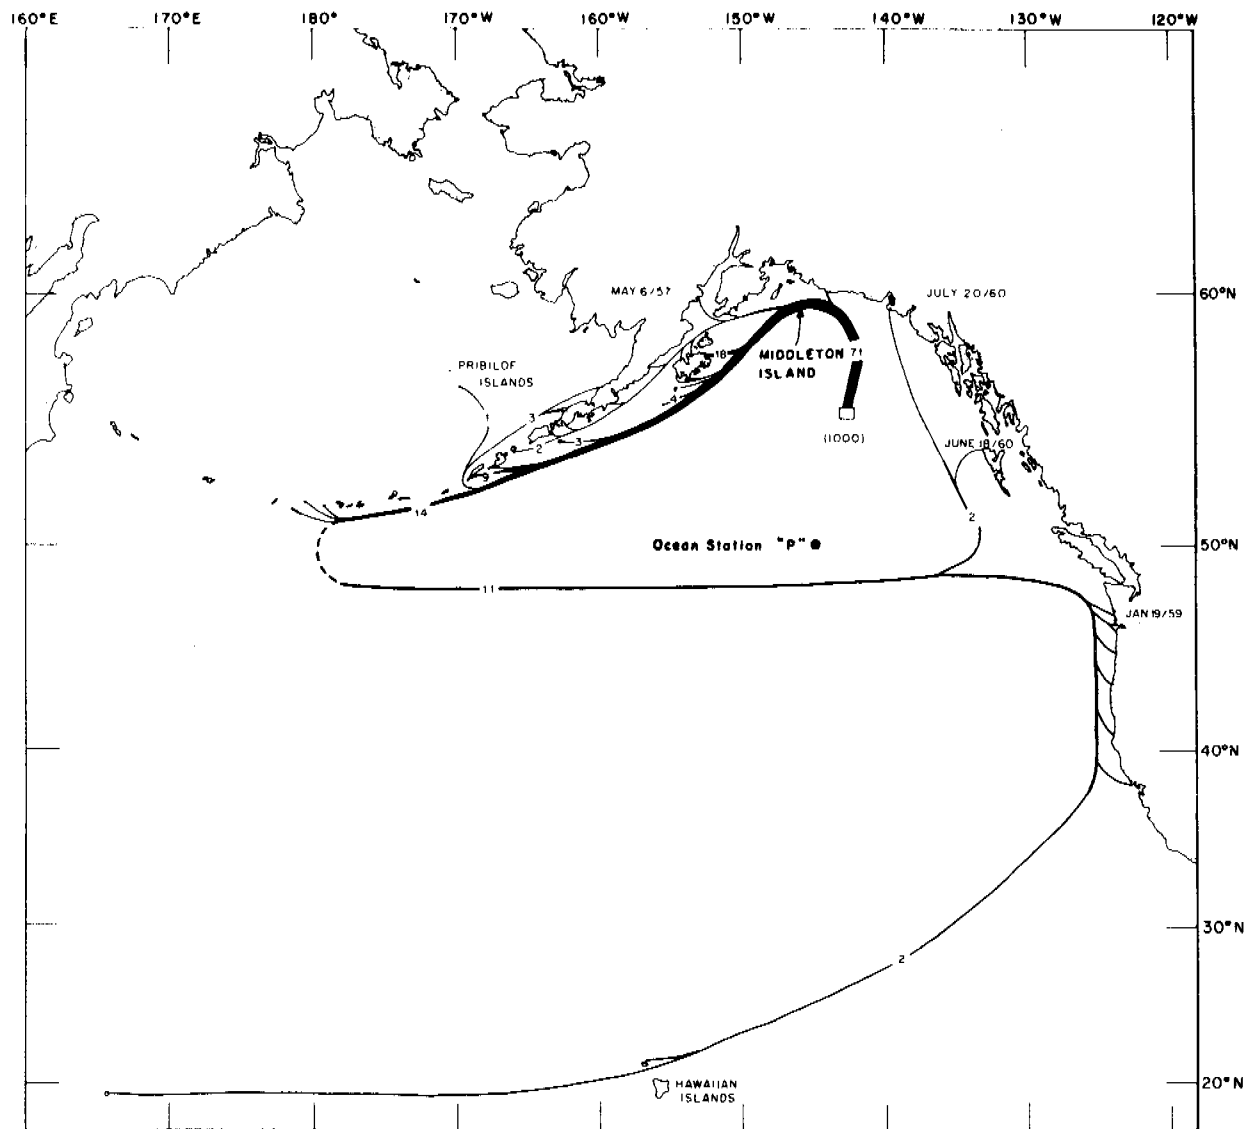 160°E 170°E 180° 170°W 160°W 150°W 140°W 130°W 120°W
MAY 6/57
JULY 20/60
60°N
PRIBILOF
ISLANDS
18
MIDDLETON
ISLAND
71
4
3
1
(1000)
3
2
JUNE 18/60
14
2
Ocean Station "P"
50°N
11
JAN 19/59
40°N
30°N
2
HAWAIIAN
ISLANDS
20°N